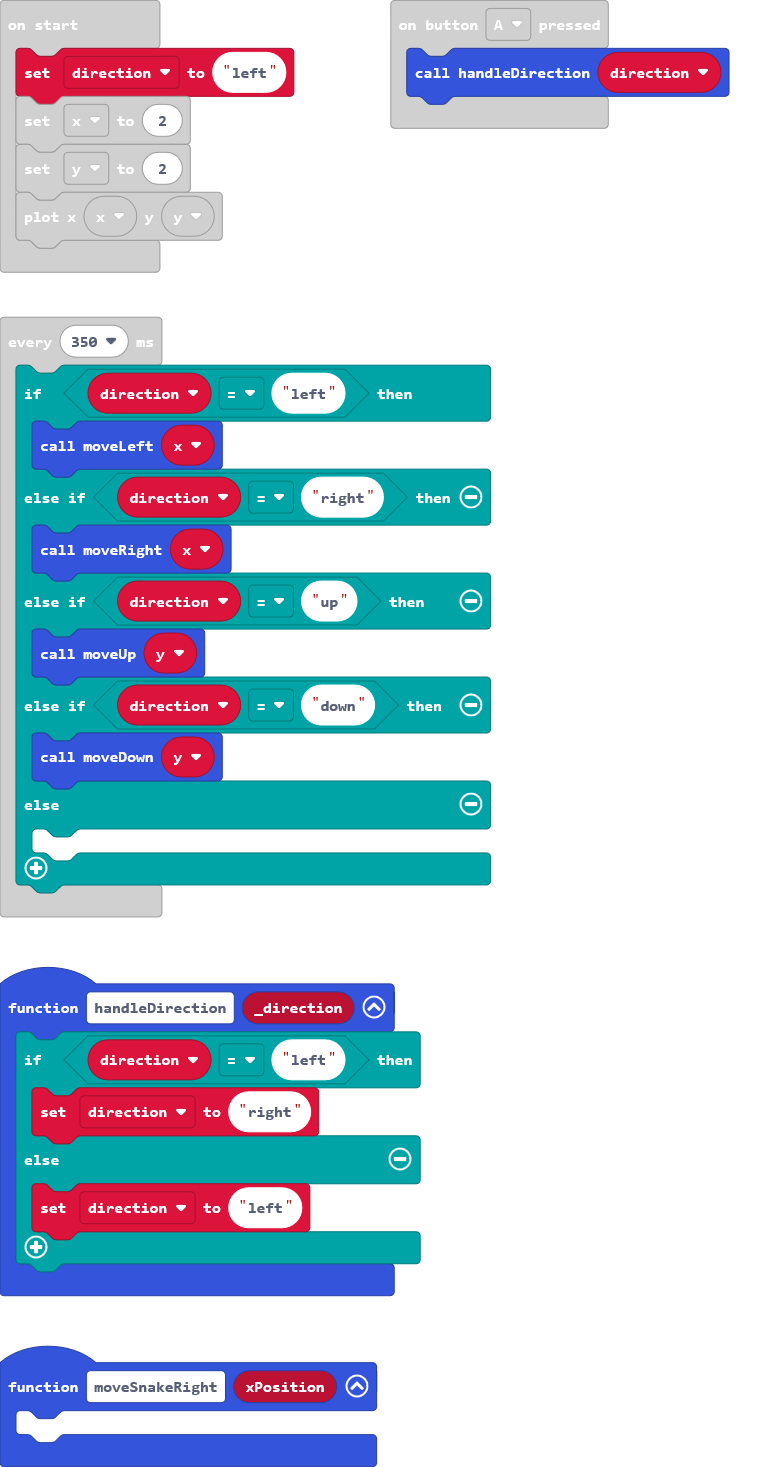 on start
set direction to "left"
set x to 2
set y to 2
plot x x y y
on button A pressed
call handleDirection direction
every 350 ms
if direction = "left" then
call moveLeft x
else if direction = "right" then
call moveRight x
else if direction = "up" then
call moveUp y
else if direction = "down" then
call moveDown y
else
function handleDirection _direction
if direction = "left" then
set direction to "right"
else
set direction to "left"
function moveSnakeRight xPosition